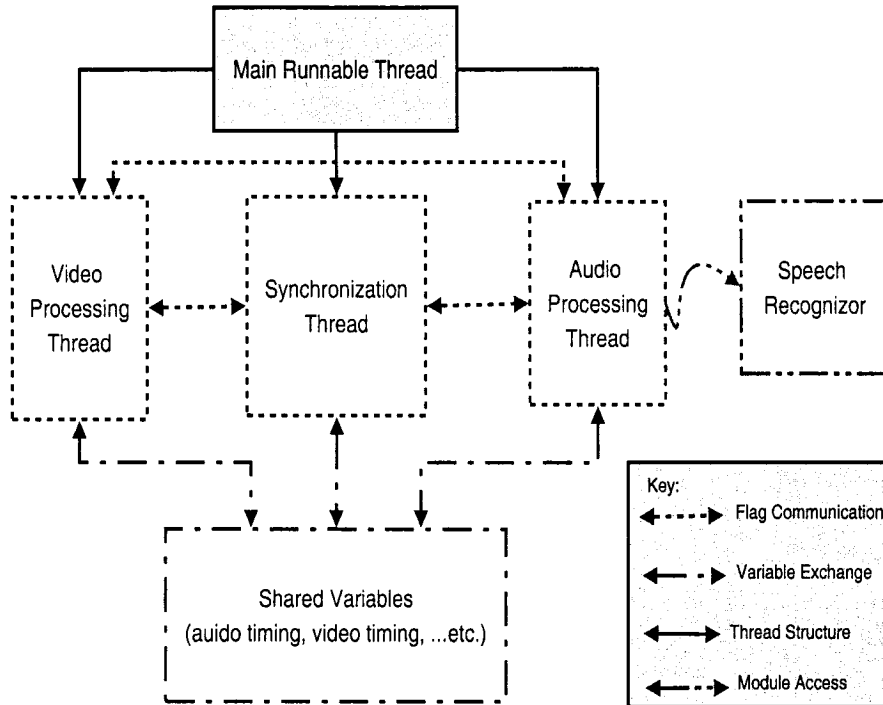 Main Runnable Thread
Video
Processing
Thread
Synchronization
Thread
Audio
Processing
Thread
Speech
Recognizor
Shared Variables
(auido timing, video timing, ...etc.)
Key:
Flag Communication
Variable Exchange
Thread Structure
Module Access